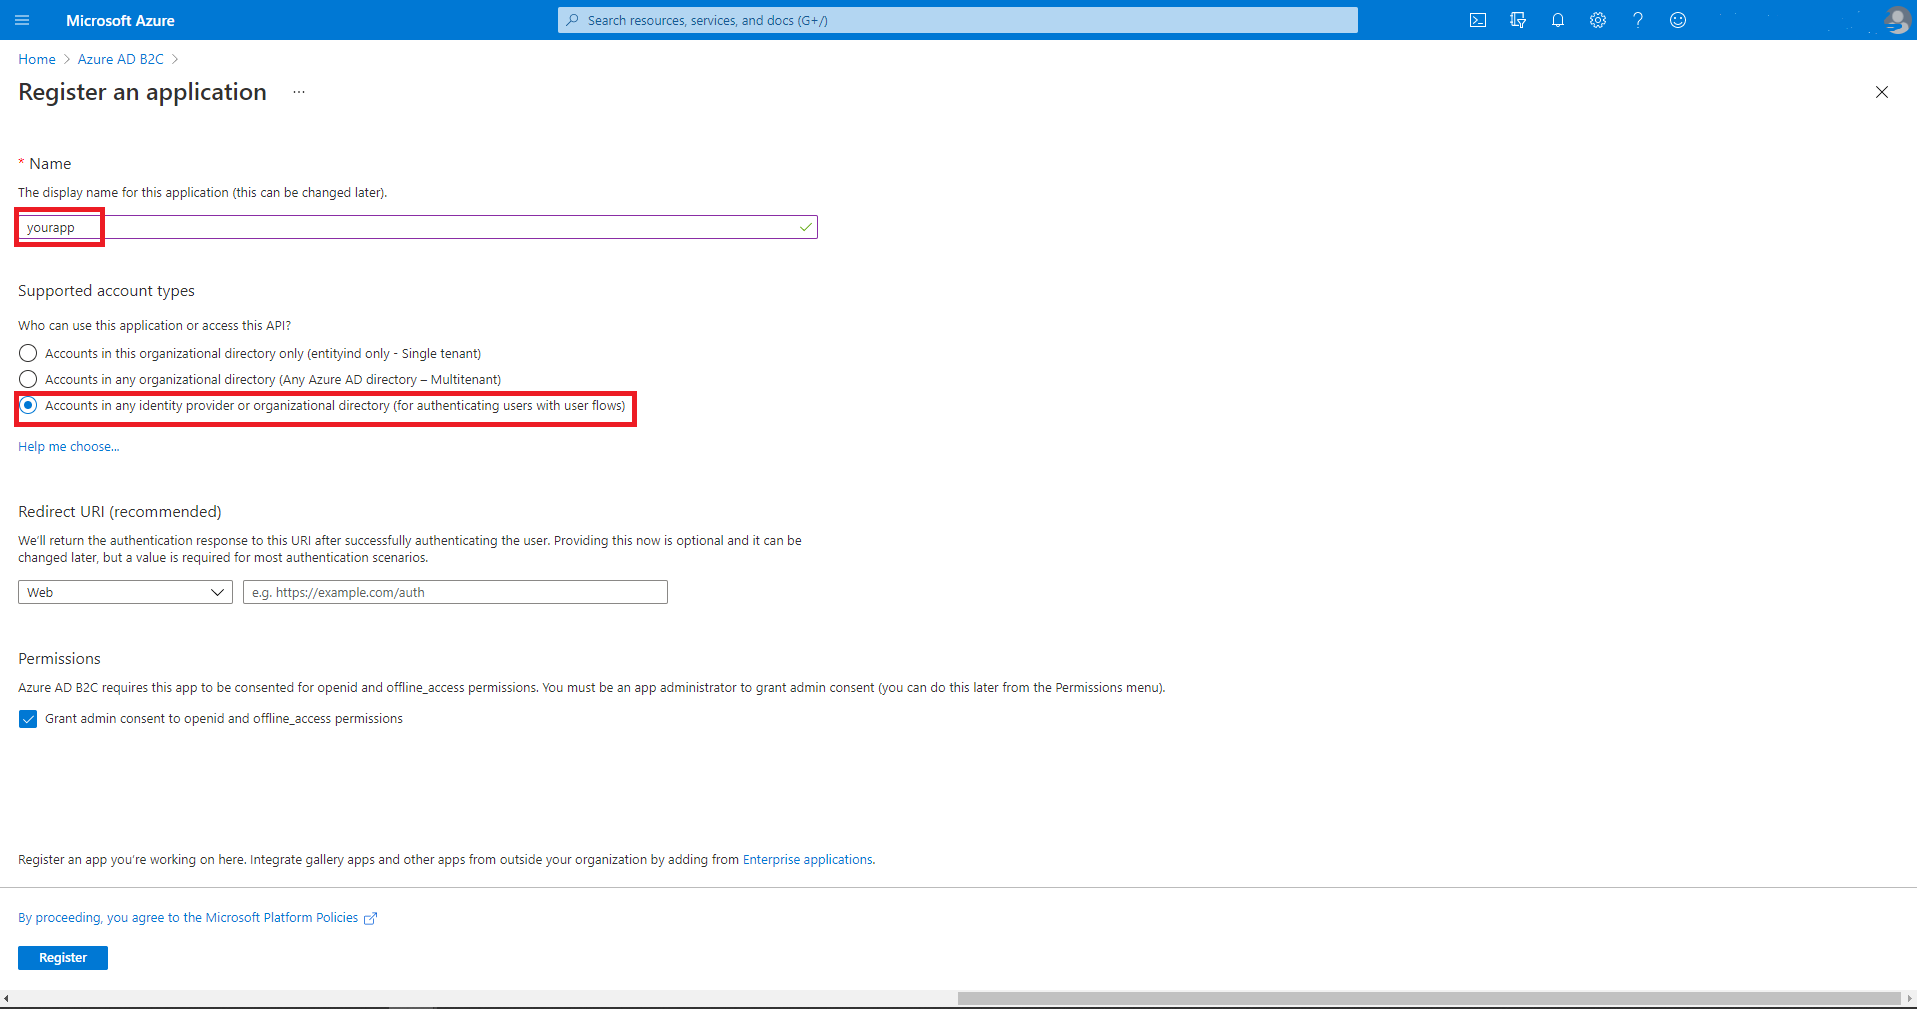 Microsoft Azure
Search resources, services, and docs (G+/)
Home > Azure AD B2C >
Register an application ...
* Name
The display name for this application (this can be changed later).
yourapp
Supported account types
Who can use this application or access this API?
Accounts in this organizational directory only (entityind only - Single tenant)
Accounts in any organizational directory (Any Azure AD directory – Multitenant)
Accounts in any identity provider or organizational directory (for authenticating users with user flows)
Help me choose...
Redirect URI (recommended)
We'll return the authentication response to this URI after successfully authenticating the user. Providing this now is optional and it can be
changed later, but a value is required for most authentication scenarios.
Web
e.g. https://example.com/auth
Permissions
Azure AD B2C requires this app to be consented for openid and offline_access permissions. You must be an app administrator to grant admin consent (you can do this later from the Permissions menu).
Grant admin consent to openid and offline_access permissions
Register an app you're working on here. Integrate gallery apps and other apps from outside your organization by adding from Enterprise applications.
By proceeding, you agree to the Microsoft Platform Policies
Register